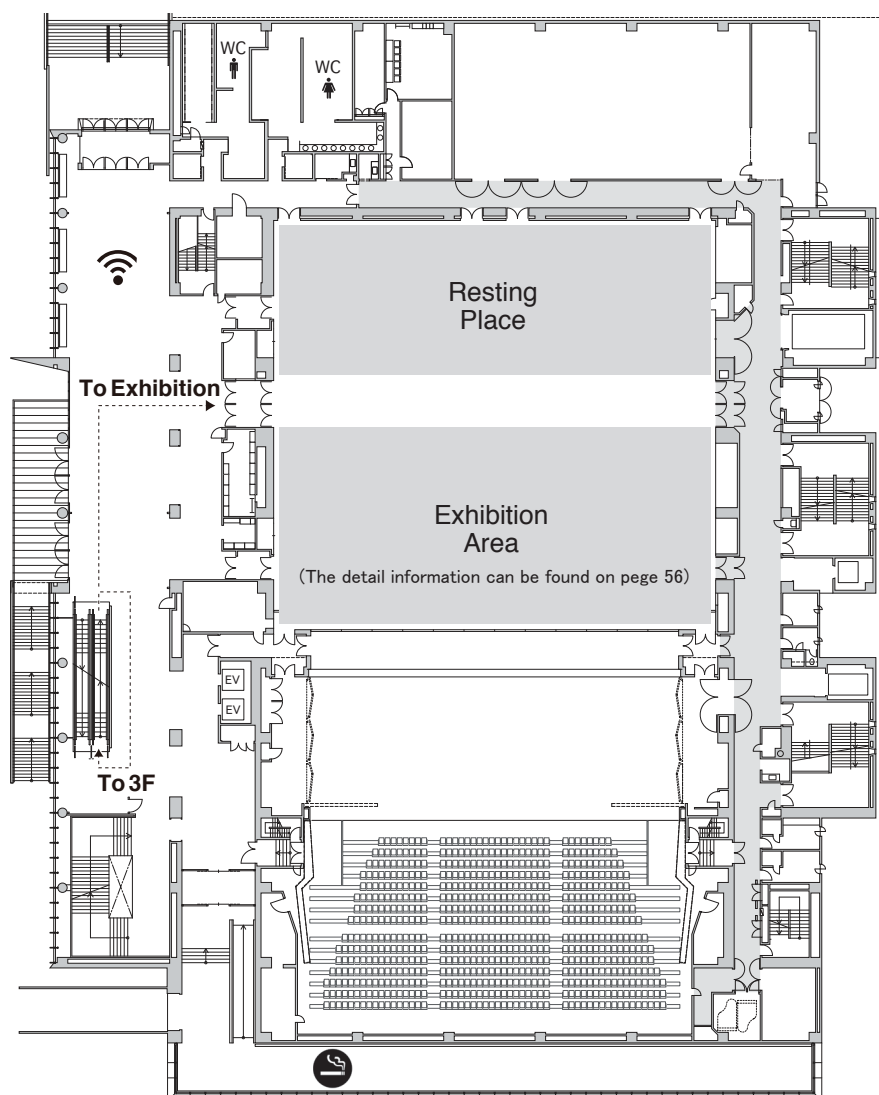 WC
WC
Resting
Place
To Exhibition
Exhibition
Area
(The detail information can be found on pege 56)
EV
EV
To 3F